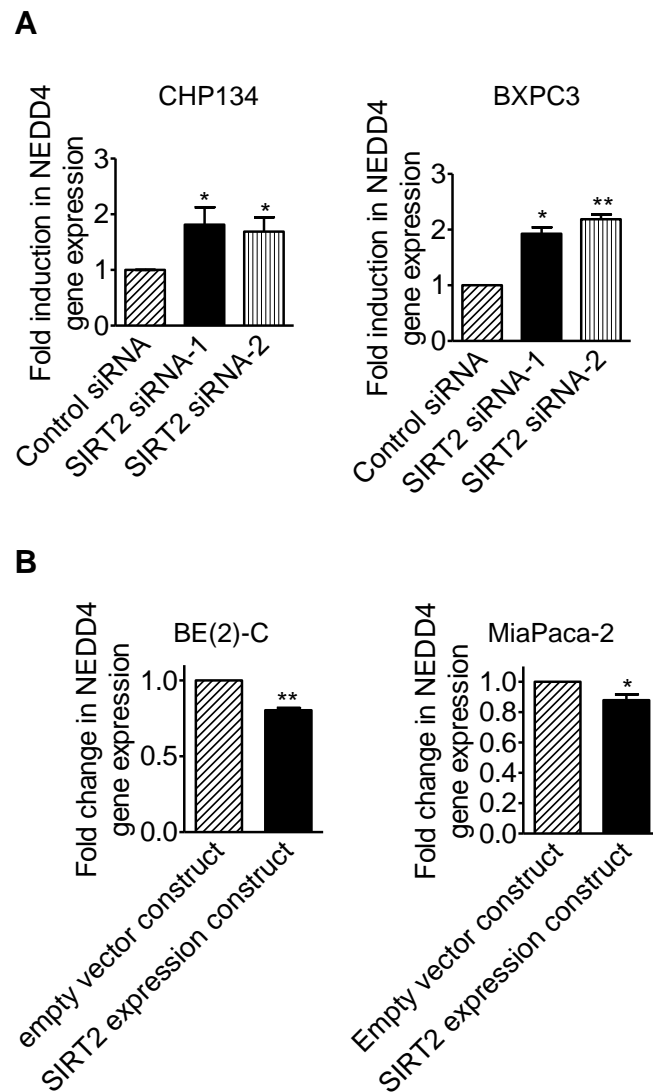 A
CHP134
Fold induction in NEDD4
gene expression
3
2
1
0
*
*
Control siRNA
SIRT2 siRNA-1
SIRT2 siRNA-2
BXPC3
Fold induction in NEDD4
gene expression
3
2
1
0
*
**
Control siRNA
SIRT2 siRNA-1
SIRT2 siRNA-2
B
BE(2)-C
Fold change in NEDD4
gene expression
1.0
0.5
0.0
**
empty vector construct
SIRT2 expression construct
MiaPaca-2
Fold change in NEDD4
gene expression
1.0
0.8
0.6
0.4
0.2
0.0
*
Empty vector construct
SIRT2 expression construct